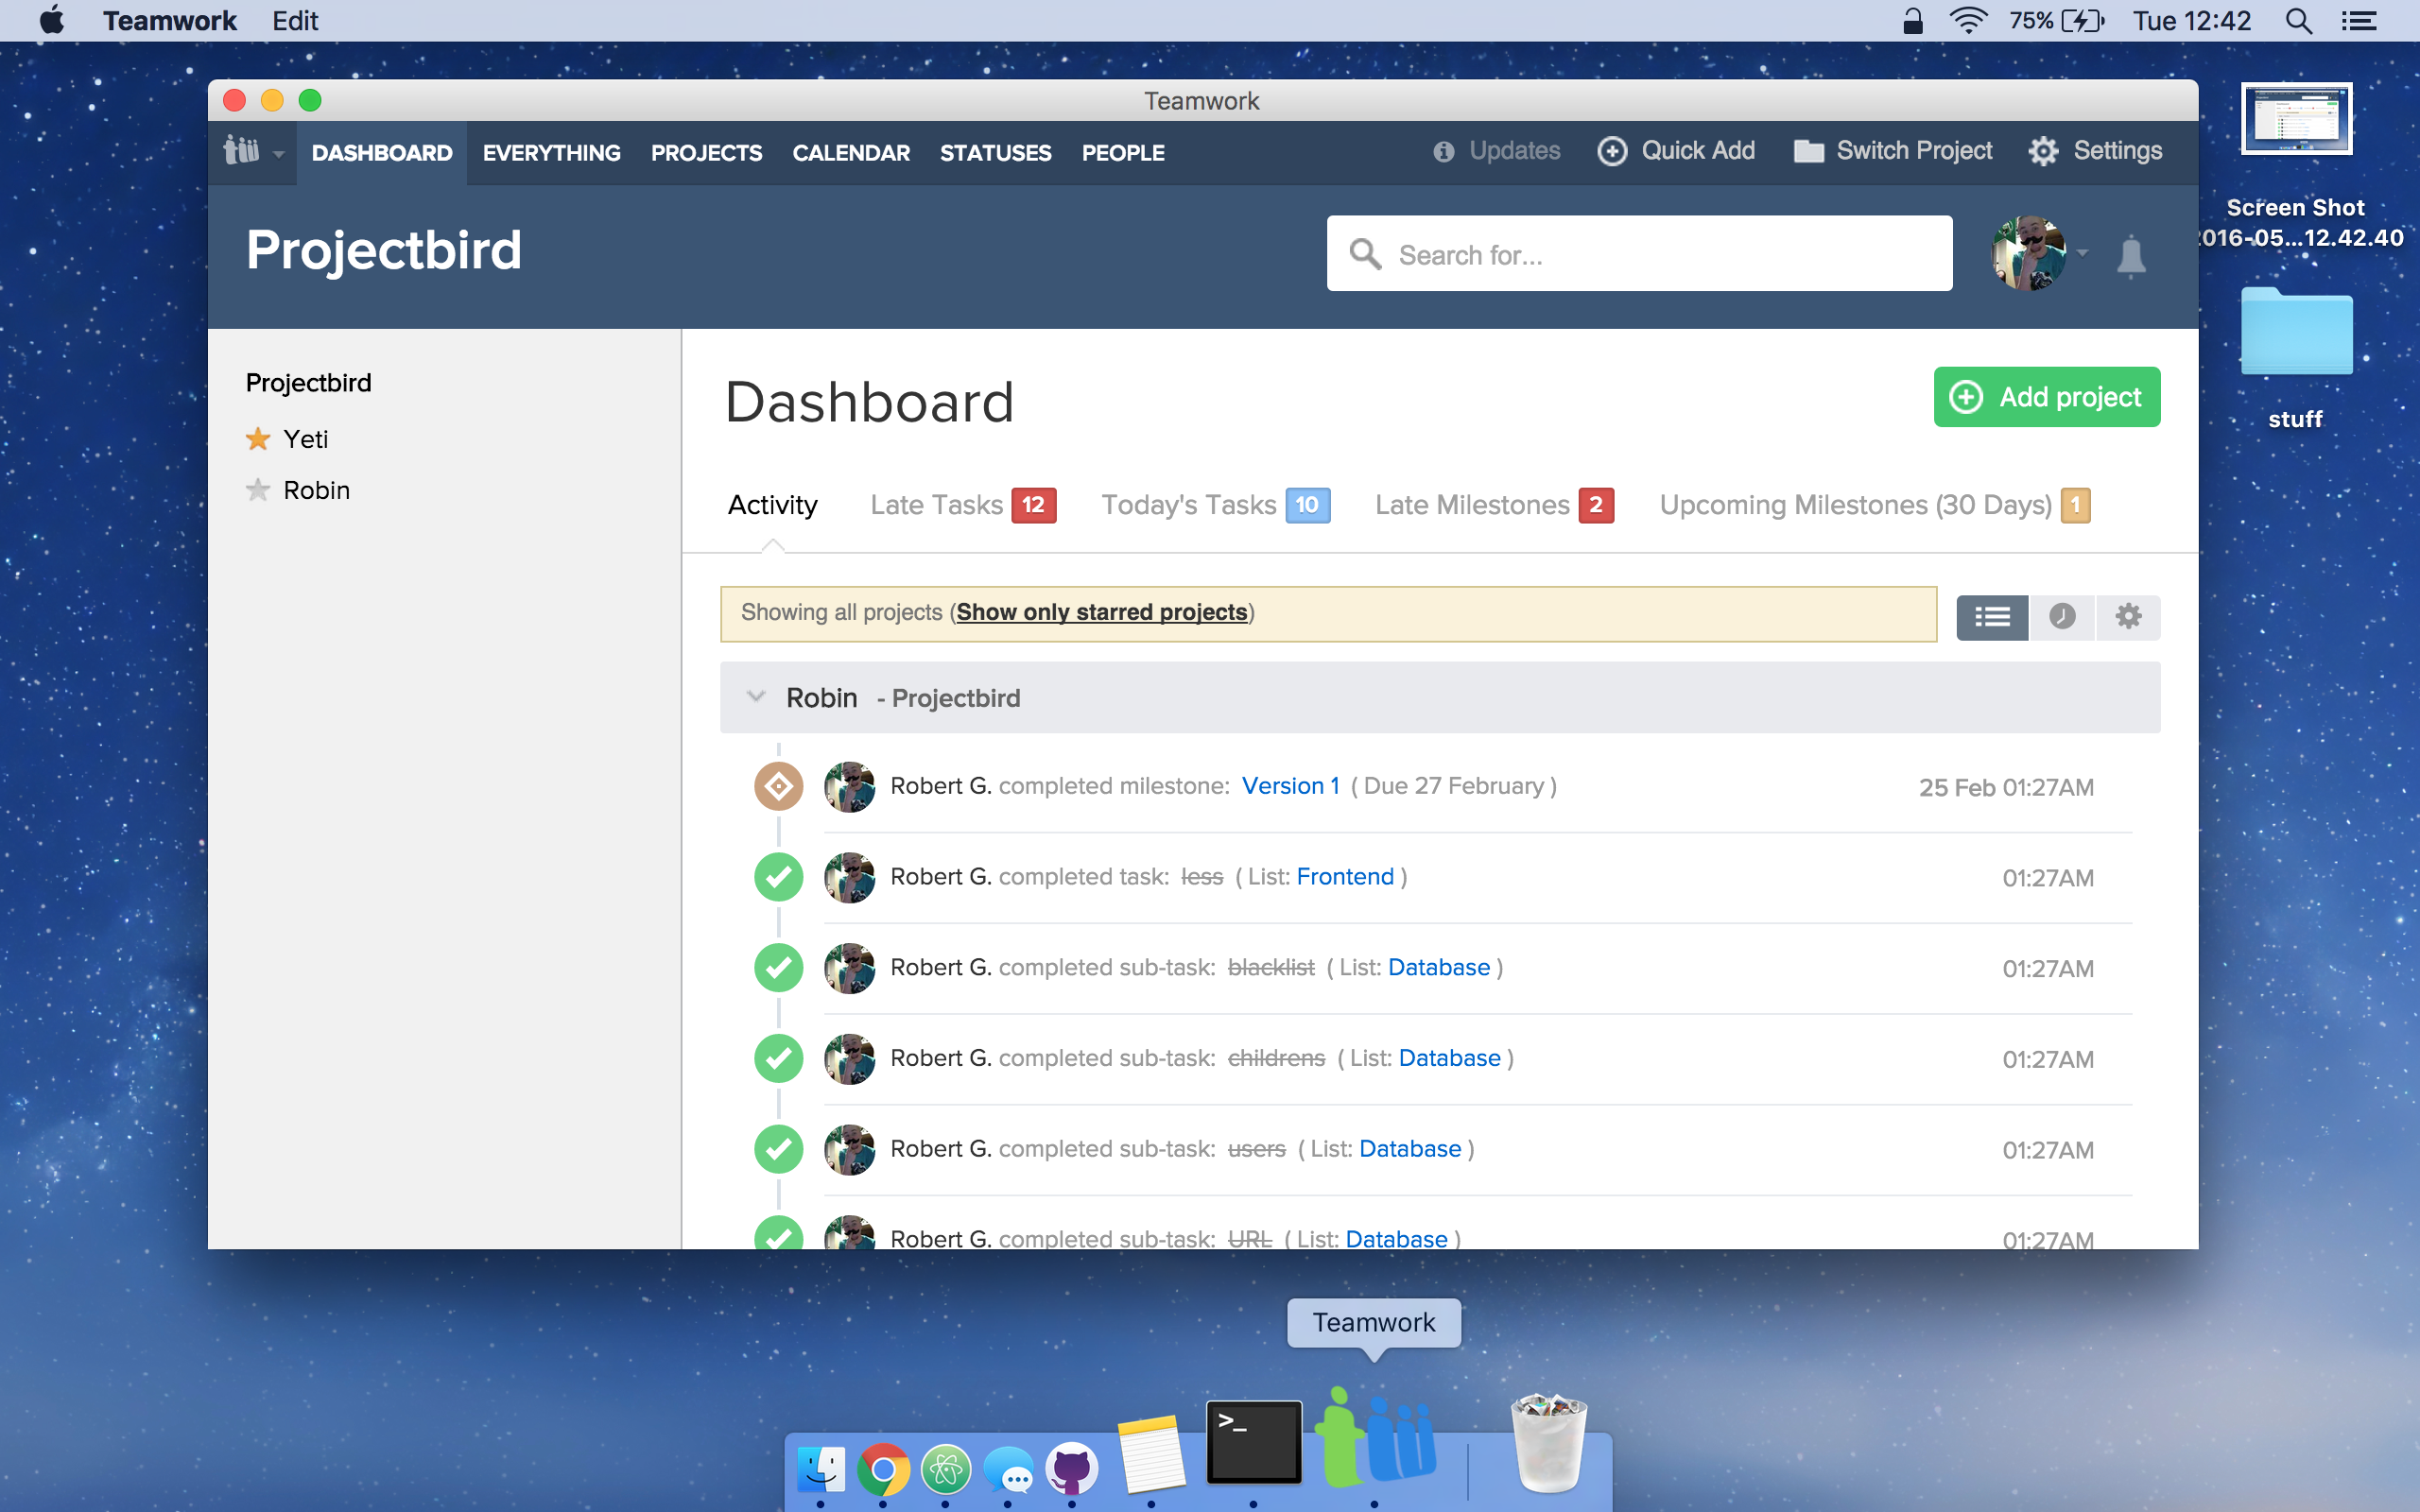 Teamwork Edit 75% Tue 12:42
Teamwork
DASHBOARD EVERYTHING PROJECTS CALENDAR STATUSES PEOPLE Updates Quick Add Switch Project Settings
Projectbird
Search for...
Screen Shot
2016-05...12.42.40
stuff
Projectbird
Yeti
Robin
Dashboard
Add project
Activity Late Tasks 12 Today's Tasks 10 Late Milestones 2 Upcoming Milestones (30 Days) 1
Showing all projects (Show only starred projects)
Robin - Projectbird
Robert G. completed milestone: Version 1 ( Due 27 February ) 25 Feb 01:27AM
Robert G. completed task: less ( List: Frontend ) 01:27AM
Robert G. completed sub-task: blacklist ( List: Database ) 01:27AM
Robert G. completed sub-task: childrens ( List: Database ) 01:27AM
Robert G. completed sub-task: users ( List: Database ) 01:27AM
Robert G. completed sub-task: URL ( List: Database ) 01:27AM
Teamwork
>_